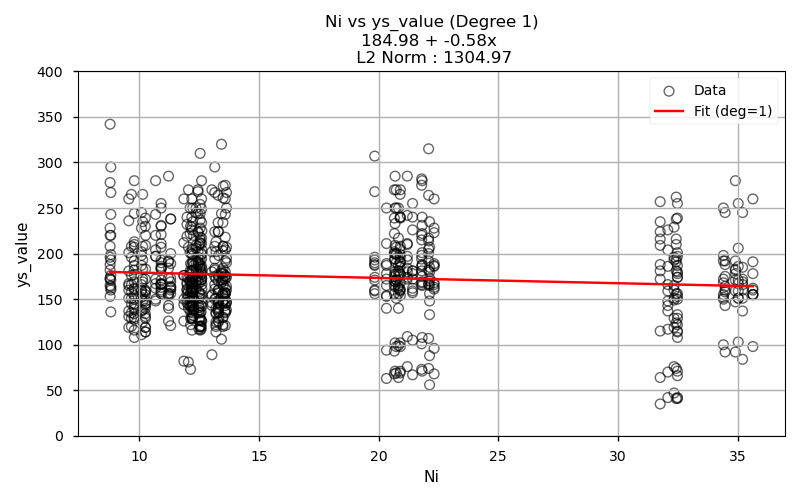 Ni vs ys_value (Degree 1)
184.98 + -0.58x
L2 Norm : 1304.97
Data
Fit (deg=1)
400
350
300
250
200
150
100
50
0
ys_value
10
15
20
25
30
35
Ni